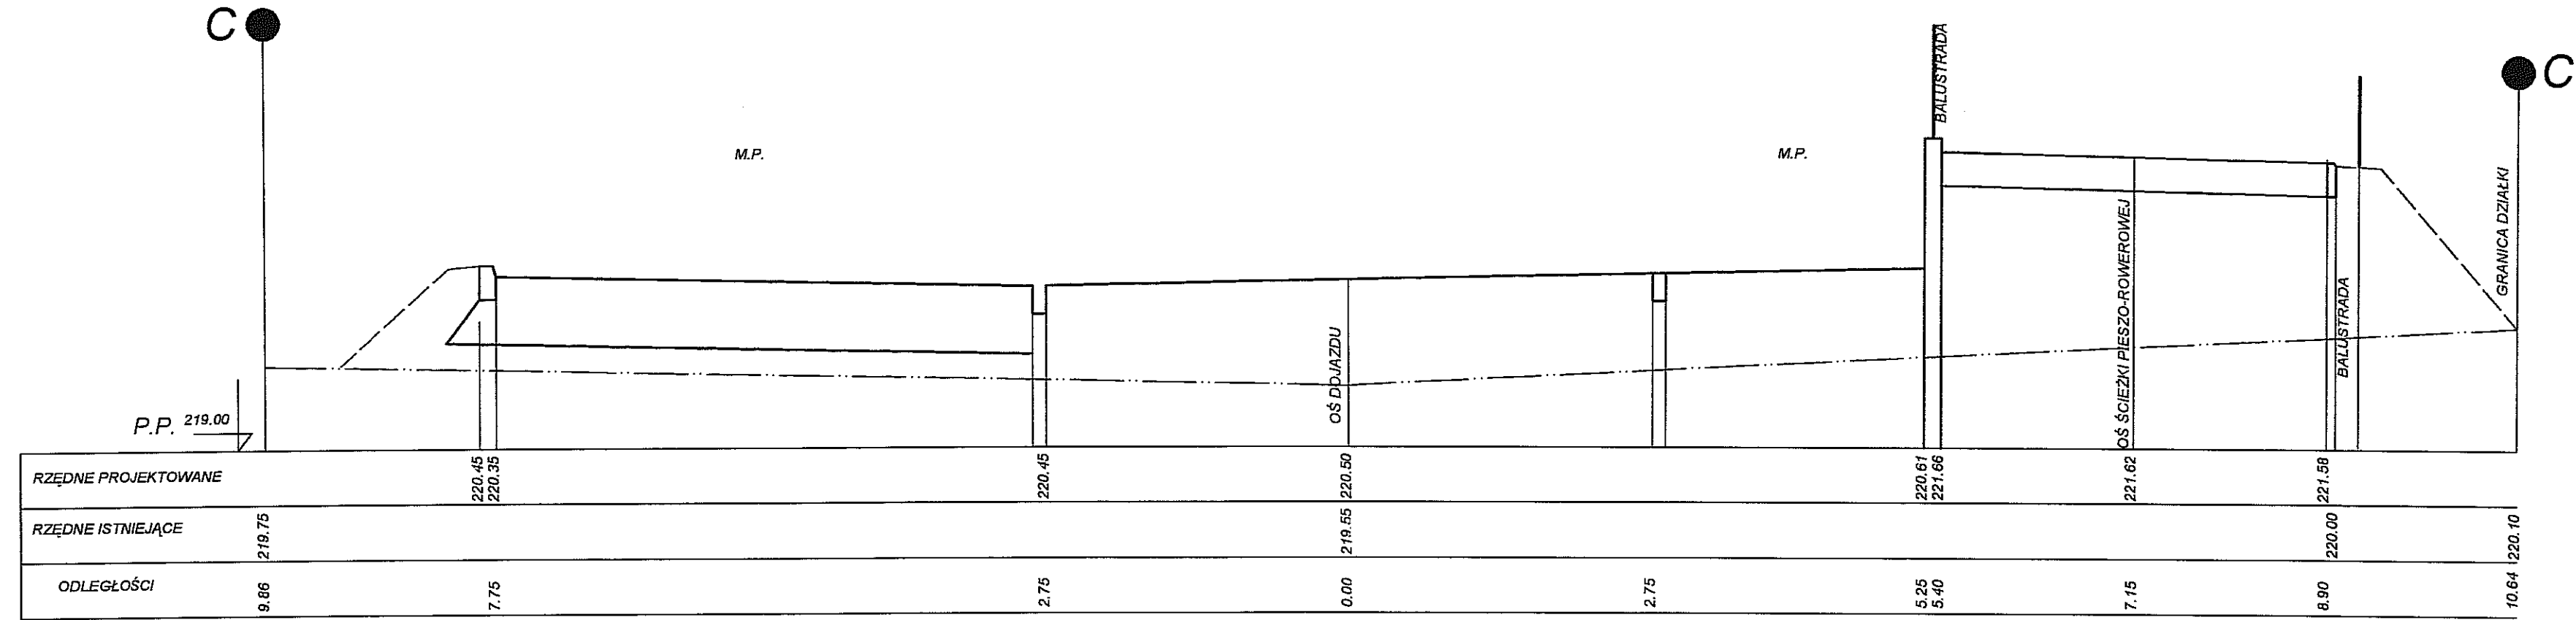 C
C
BALUSTRADA
M.P.
M.P.
GRANICA DZIAŁKI
OŚ ŚCIEŻKI PIESZO-ROWEROWEJ
BALUSTRADA
OŚ DOJAZDU
P.P. 219.00
RZĘDNE PROJEKTOWANE 220.45 220.35 220.45 220.50 220.61 221.66 221.62 221.58
RZĘDNE ISTNIEJĄCE 219.75 219.55 220.00 220.10
ODLEGŁOŚCI 9.86 7.75 2.75 0.00 2.75 5.25 5.40 7.15 8.90 10.64